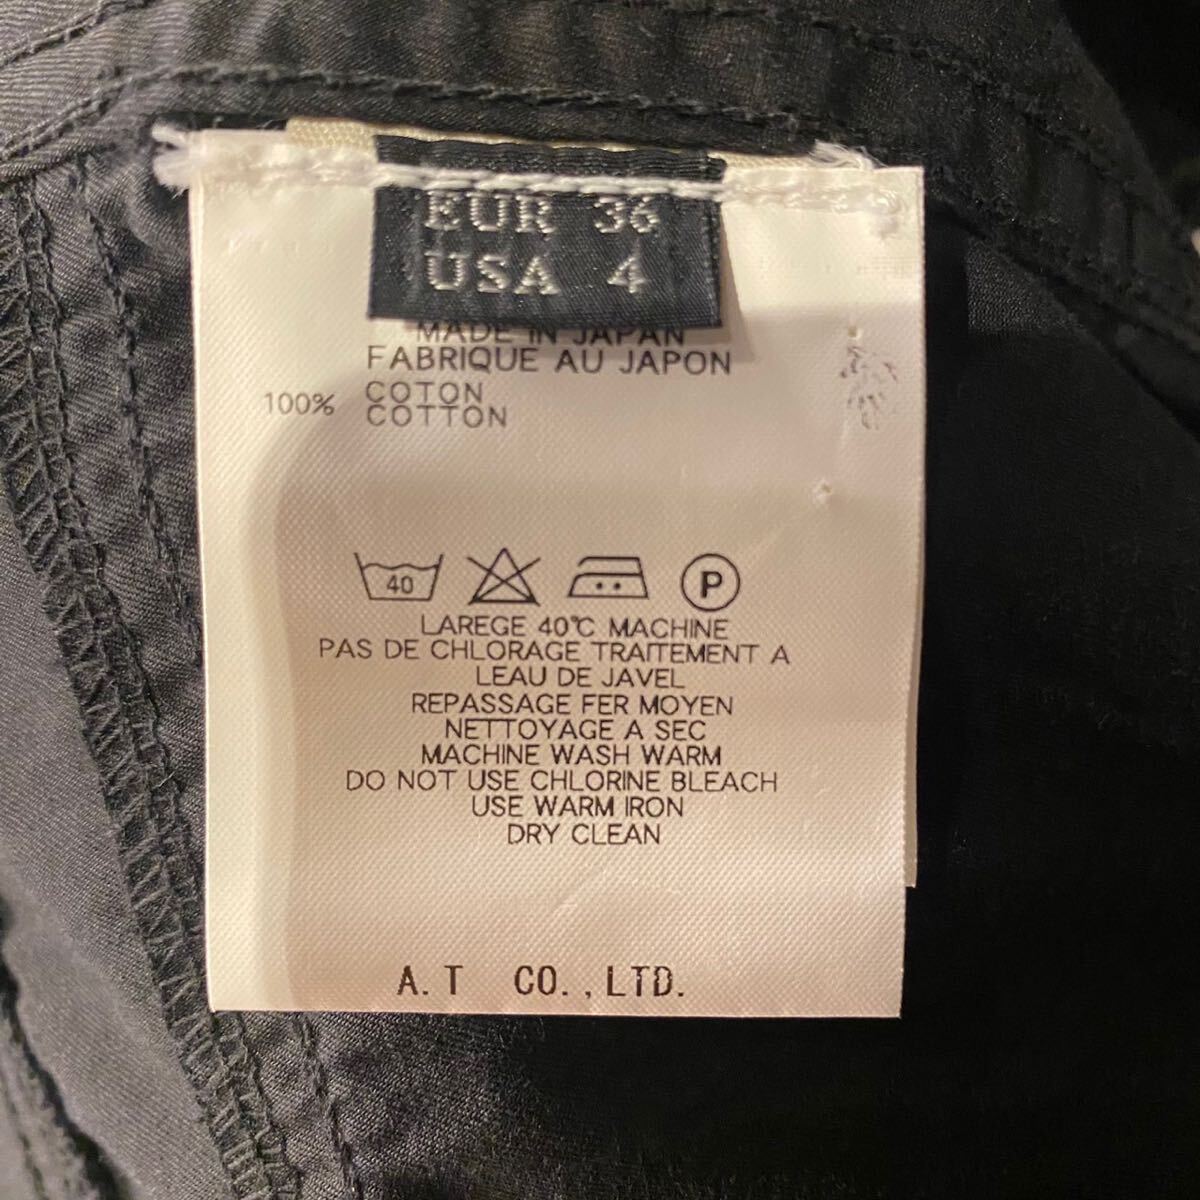 EUR 36
USA 4
MADE IN JAPAN
FABRIQUE AU JAPON
COTON
100%
COTTON
40
P
LAREGE 40°C MACHINE
PAS DE CHLORAGE TRAITEMENT A
LEAU DE JAVEL
REPASSAGE FER MOYEN
NETTOYAGE A SEC
MACHINE WASH WARM
DO NOT USE CHLORINE BLEACH
USE WARM IRON
DRY CLEAN
A.T CO.,LTD.